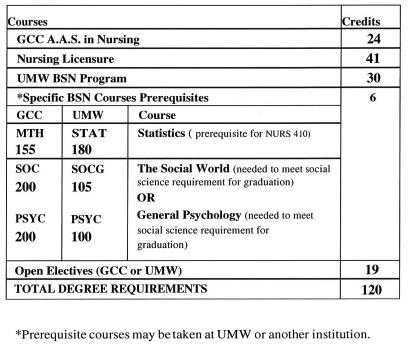 Courses Credits
GCC A.A.S. in Nursing 24
Nursing Licensure 41
UMW BSN Program 30
*Specific BSN Courses Prerequisites 6
GCC UMW Course
MTH STAT Statistics ( prerequisite for NURS 410)
155 180
SOC SOCG The Social World (needed to meet social
200 105 science requirement for graduation)
OR
PSYC PSYC General Psychology (needed to meet
200 100 social science requirement for
graduation)
Open Electives (GCC or UMW) 19
TOTAL DEGREE REQUIREMENTS 120
*Prerequisite courses may be taken at UMW or another institution.